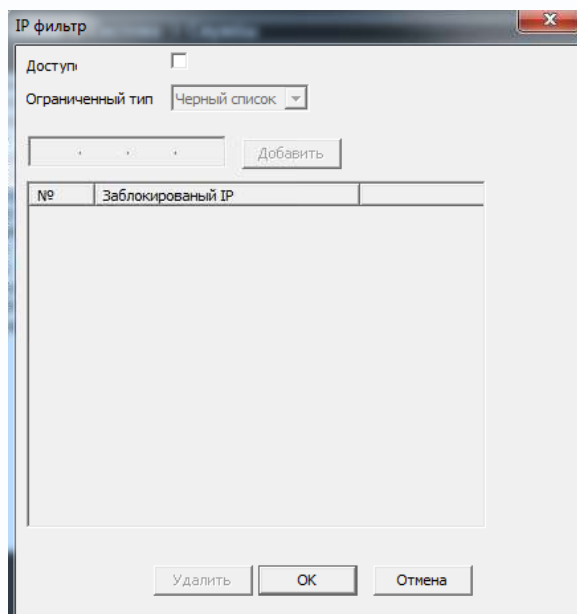 IP фильтр
Доступ
Ограниченный тип Черный список
Добавить
№ Заблокированый IP
Удалить OK Отмена